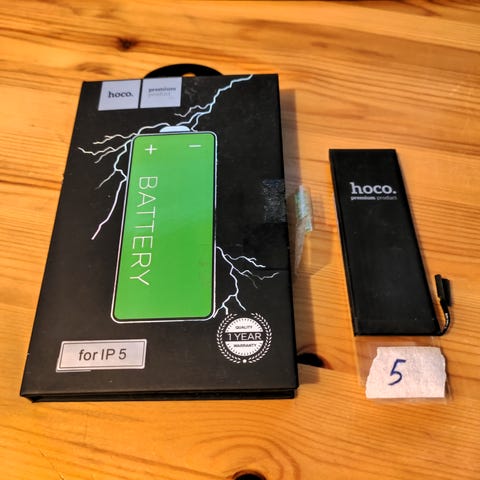 hoco.
premium
product
+ −
BATTERY
for IP 5
QUALITY
1 YEAR
WARRANTY
hoco.
premium product
5